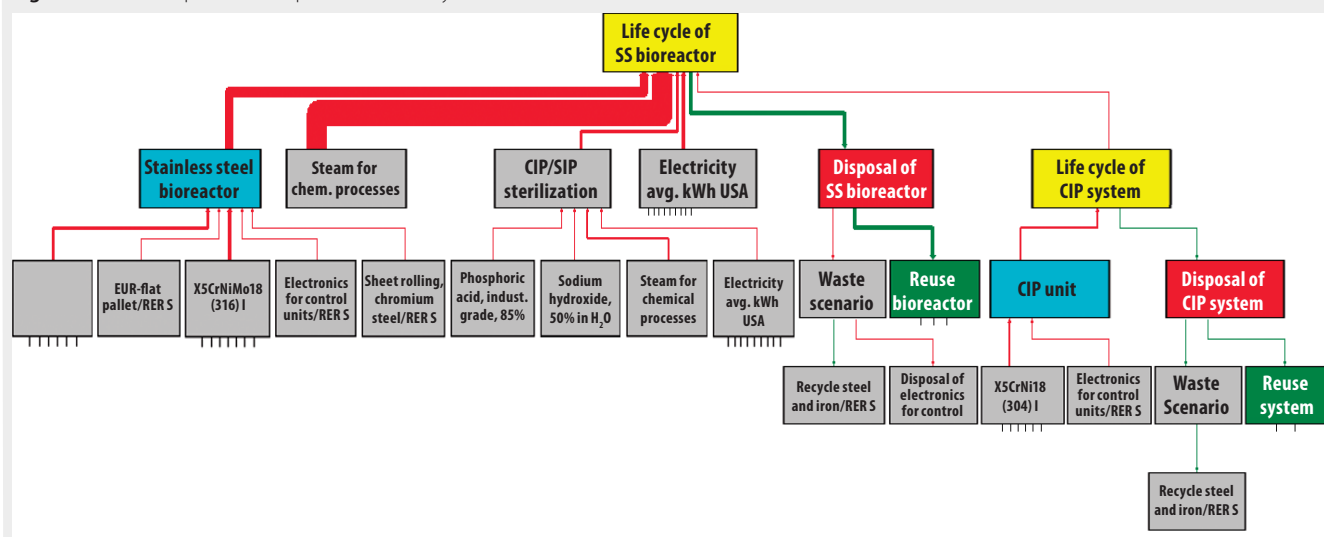 Life cycle of
SS bioreactor
Stainless steel
bioreactor
Steam for
chem. processes
CIP/SIP
sterilization
Electricity
avg. kWh USA
Disposal of
SS bioreactor
Life cycle of
CIP system
EUR-flat
pallet/RER S
X5CrNiMo18
(316) I
Electronics
for control
units/RER S
Sheet rolling,
chromium
steel/RER S
Phosphoric
acid, indust.
grade, 85%
Sodium
hydroxide,
50% in H₂O
Steam for
chemical
processes
Electricity
avg. kWh
USA
Waste
scenario
Reuse
bioreactor
CIP unit
Disposal of
CIP system
Recycle steel
and iron/RER S
Disposal of
electronics
for control
X5CrNi18
(304) I
Electronics
for control
units/RER S
Waste
Scenario
Reuse
system
Recycle steel
and iron/RER S